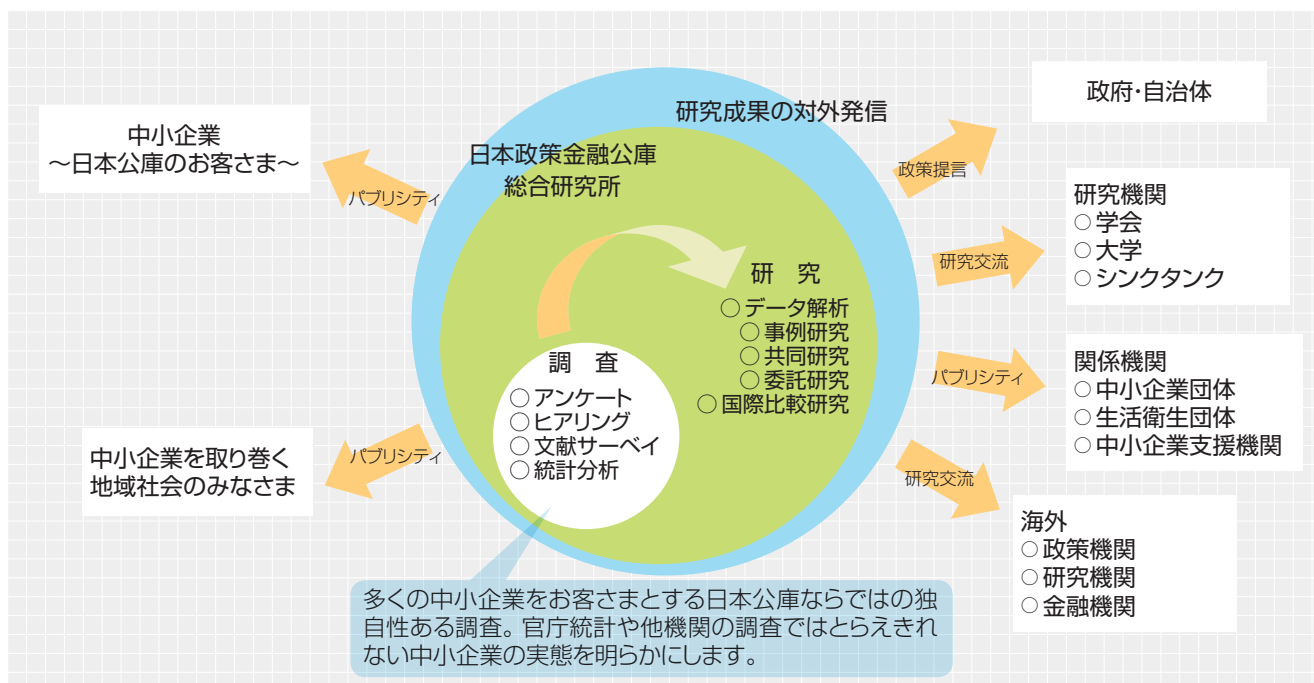 研究成果の対外発信
日本政策金融公庫
総合研究所
中小企業
～日本公庫のお客さま～
パブリシティ
中小企業を取り巻く
地域社会のみなさま
パブリシティ
調　査
○ アンケート
○ ヒアリング
○ 文献サーベイ
○ 統計分析
研　究
○ データ解析
○ 事例研究
○ 共同研究
○ 委託研究
○ 国際比較研究
政策提言
政府・自治体
研究交流
研究機関
○ 学会
○ 大学
○ シンクタンク
パブリシティ
関係機関
○ 中小企業団体
○ 生活衛生団体
○ 中小企業支援機関
研究交流
海外
○ 政策機関
○ 研究機関
○ 金融機関
多くの中小企業をお客さまとする日本公庫ならではの独
自性ある調査。官庁統計や他機関の調査ではとらえきれ
ない中小企業の実態を明らかにします。